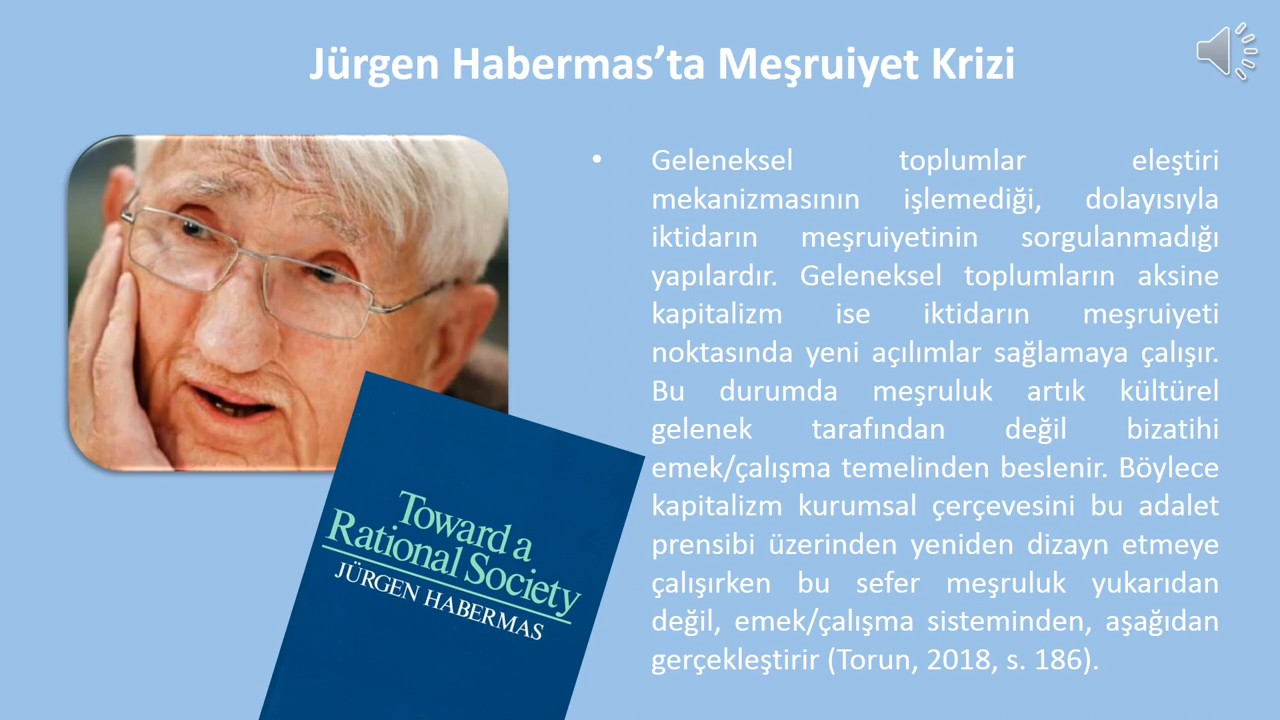 Jürgen Habermas’ta Meşruiyet Krizi
• Geleneksel toplumlar eleştiri
mekanizmasının işlemediği, dolayısıyla
iktidarın meşruiyetinin sorgulanmadığı
yapılardır. Geleneksel toplumların aksine
kapitalizm ise iktidarın meşruiyeti
noktasında yeni açılımlar sağlamaya çalışır.
Bu durumda meşruluk artık kültürel
gelenek tarafından değil bizatihi
emek/çalışma temelinden beslenir. Böylece
kapitalizm kurumsal çerçevesini bu adalet
prensibi üzerinden yeniden dizayn etmeye
çalışırken bu sefer meşruluk yukarıdan
değil, emek/çalışma sisteminden, aşağıdan
gerçekleştirir (Torun, 2018, s. 186).
Toward a
Rational Society
JÜRGEN HABERMAS